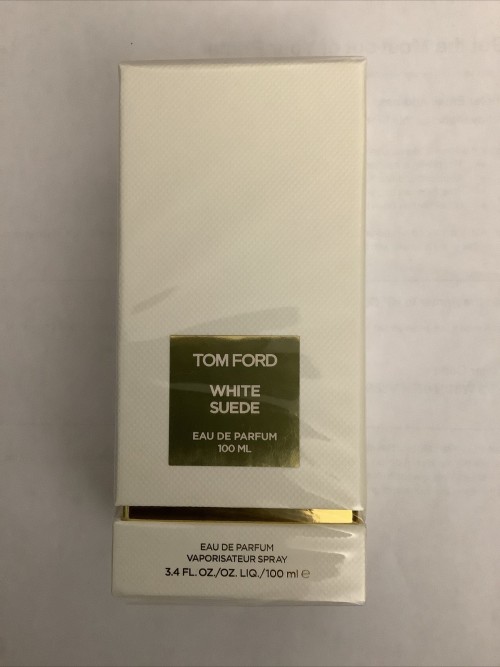 TOM FORD
WHITE
SUEDE
EAU DE PARFUM
100 ML
EAU DE PARFUM
VAPORISATEUR SPRAY
3.4 FL. OZ./OZ. LIQ./100 ml ℮